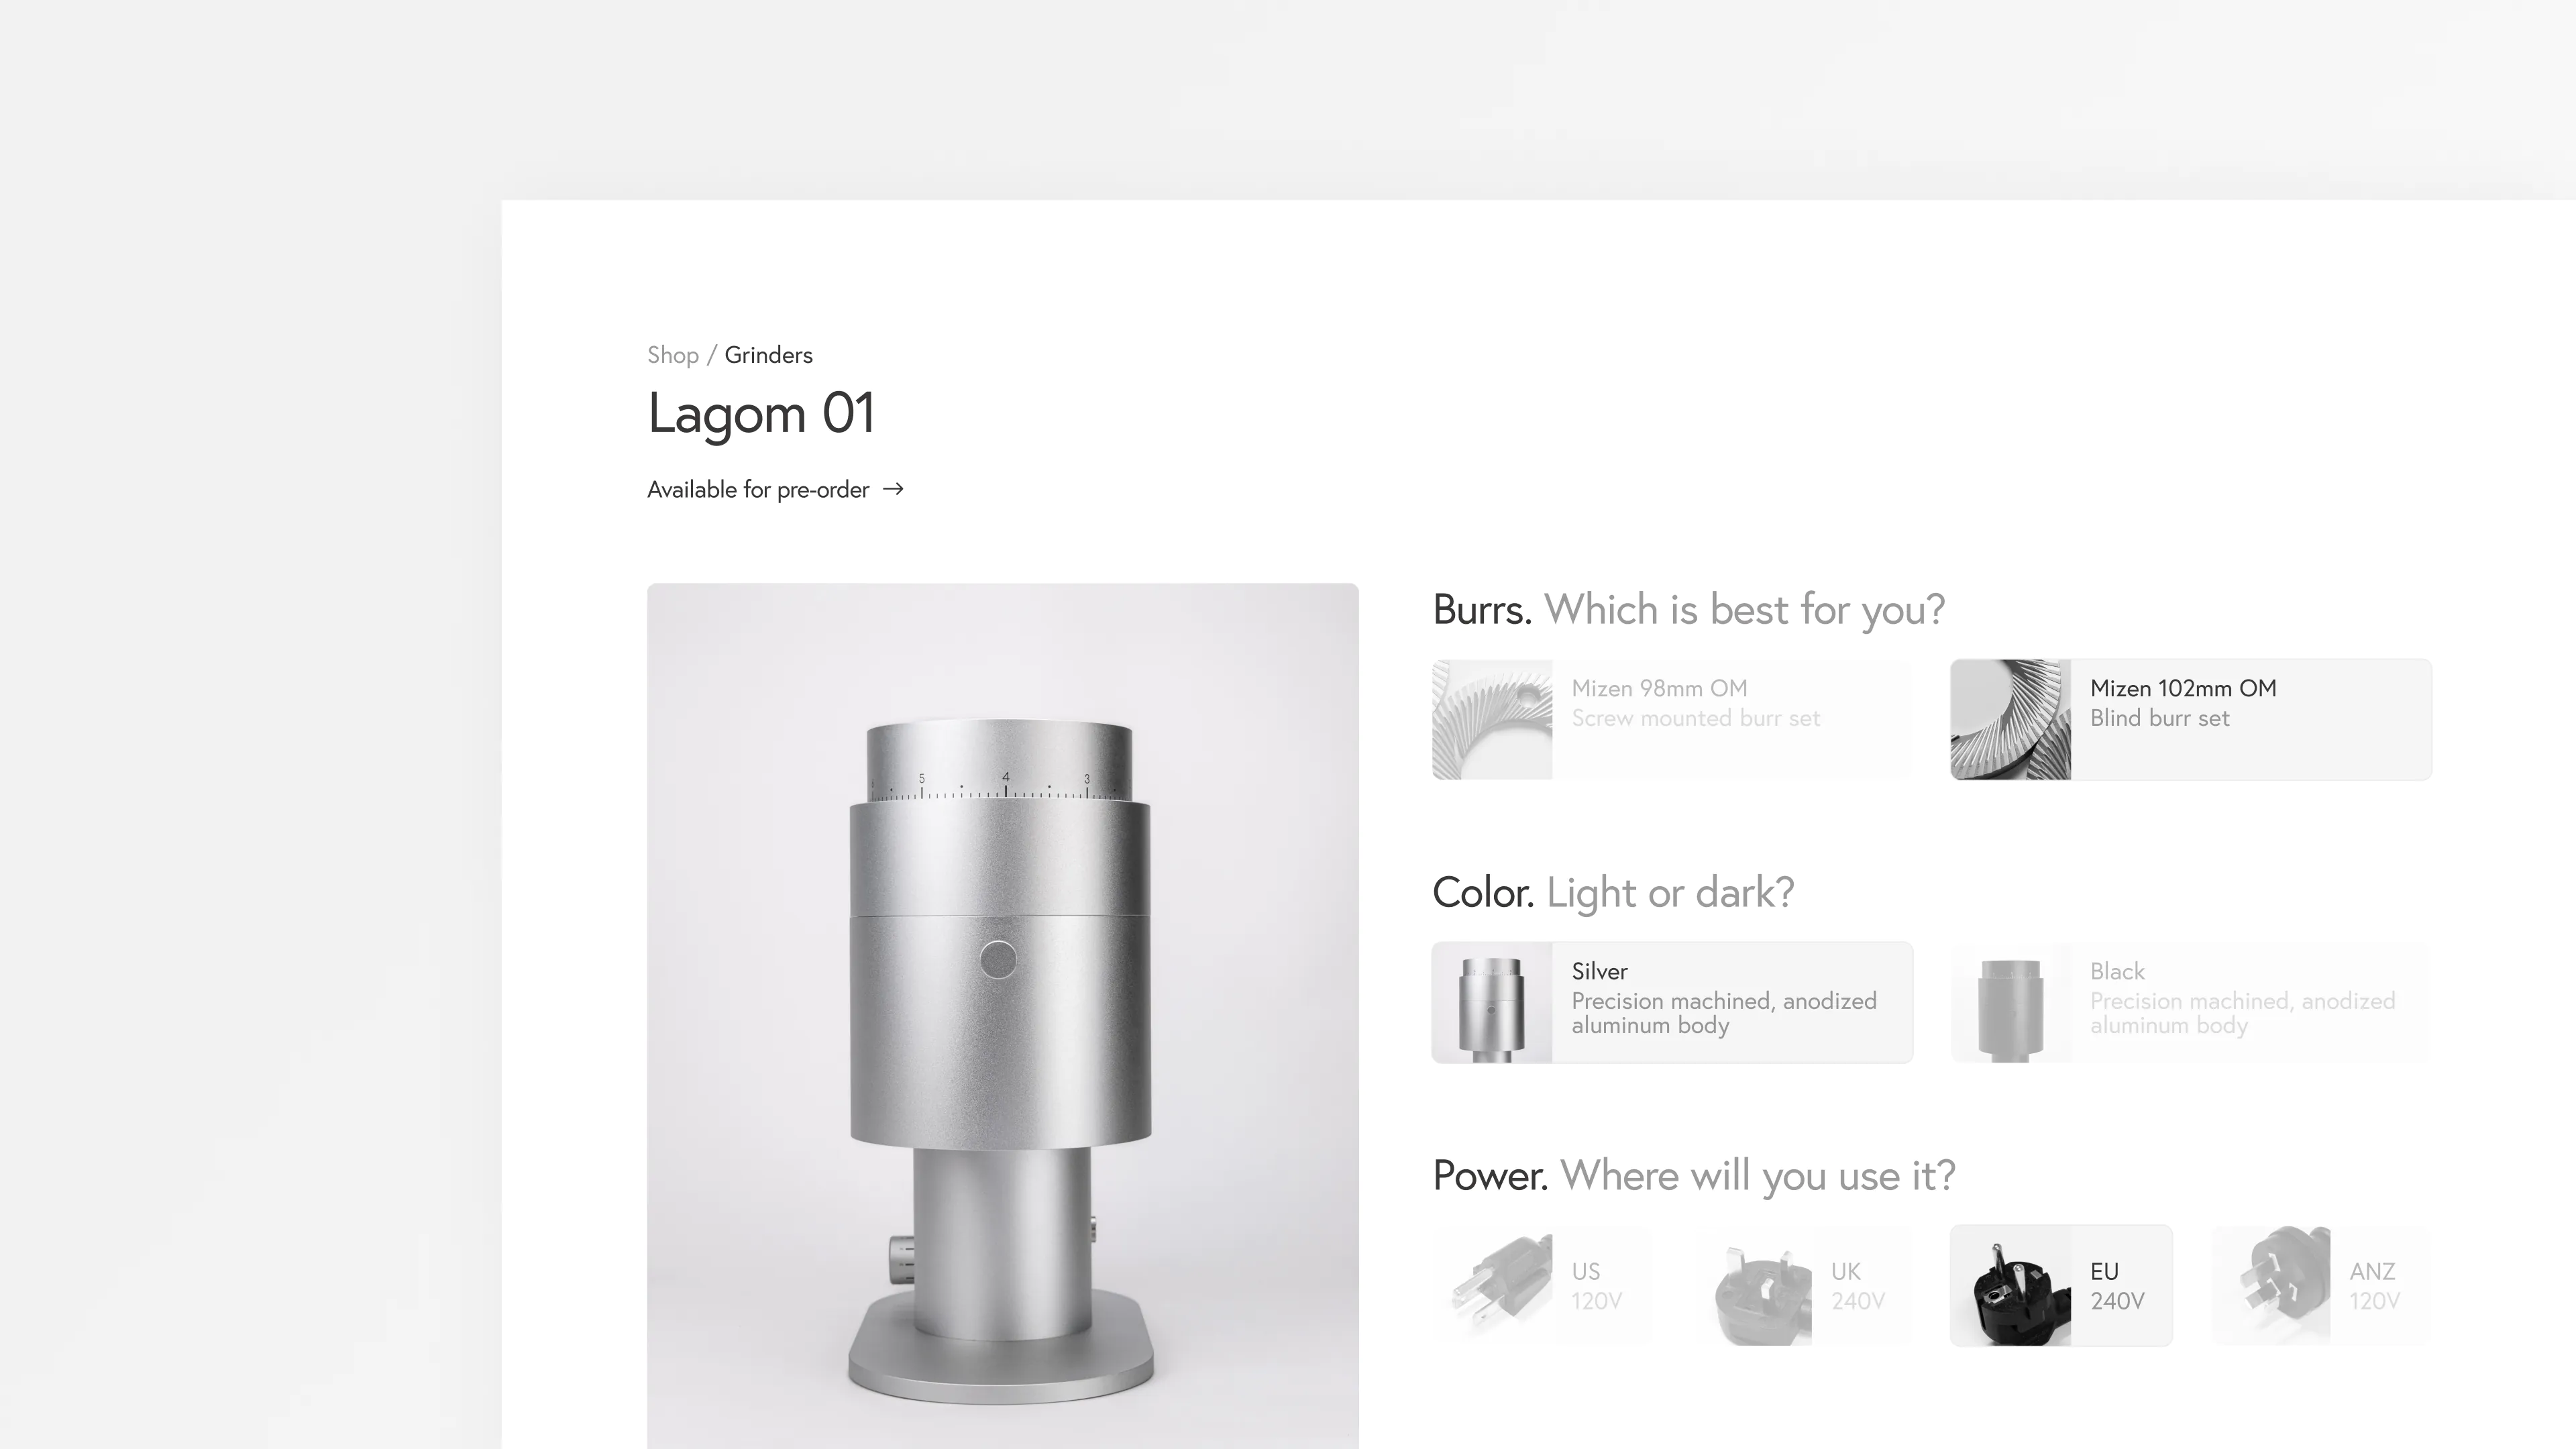 Shop / Grinders
Lagom 01
Available for pre-order →
5 4 3
Burrs. Which is best for you?
Mizen 98mm OM
Screw mounted burr set
Mizen 102mm OM
Blind burr set
Color. Light or dark?
Silver
Precision machined, anodized
aluminum body
Black
Precision machined, anodized
aluminum body
Power. Where will you use it?
US
120V
UK
240V
EU
240V
ANZ
120V